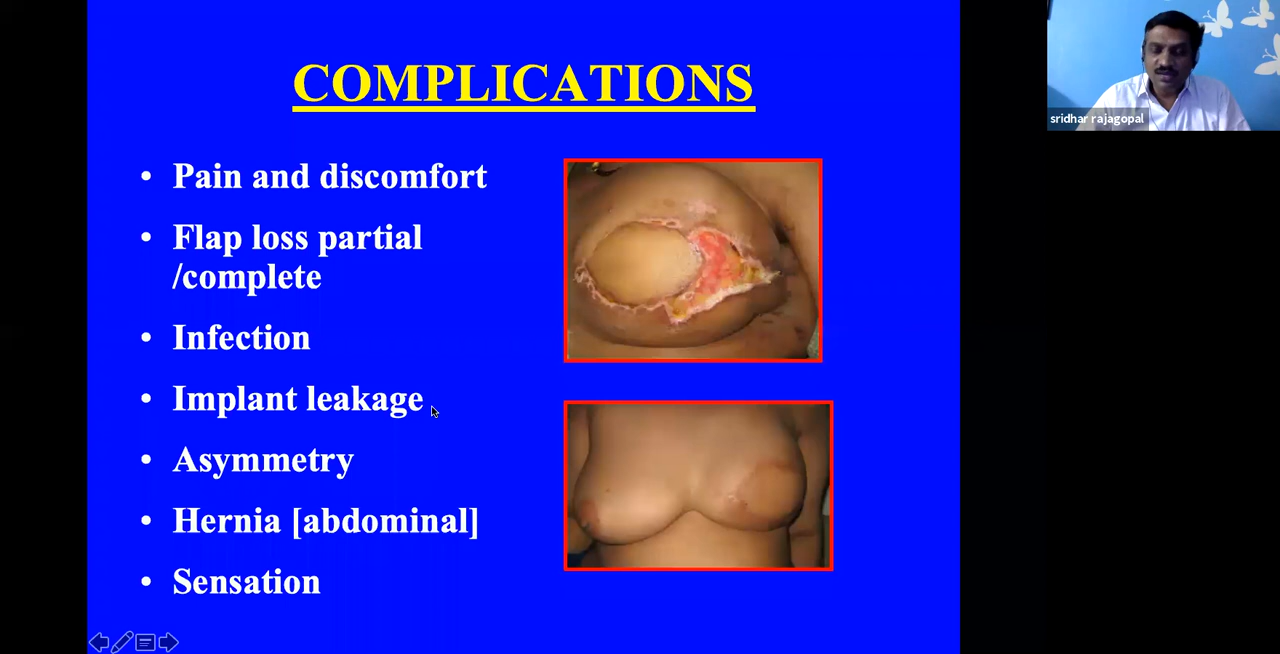 COMPLICATIONS
sridhar rajagopal
• Pain and discomfort
• Flap loss partial
/complete
• Infection
• Implant leakage
• Asymmetry
• Hernia [abdominal]
• Sensation